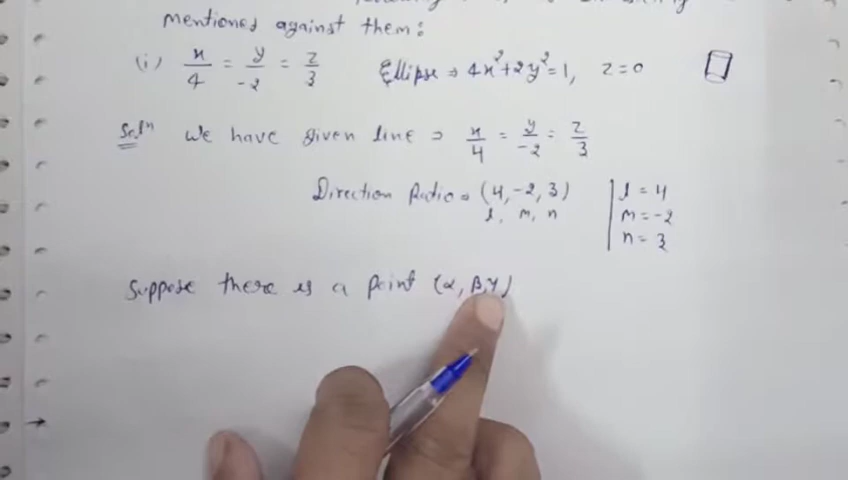 mentioned against them:
(i) x/4 = y/-2 = z/3 Ellipse ⇒ 4x²+2y²=1, z=0
Solⁿ We have given line ⇒ x/4 = y/-2 = z/3
Direction Ratio = (4, -2, 3)
l, m, n
l = 4
m = -2
n = 3
Suppose there is a point (α, β, γ)